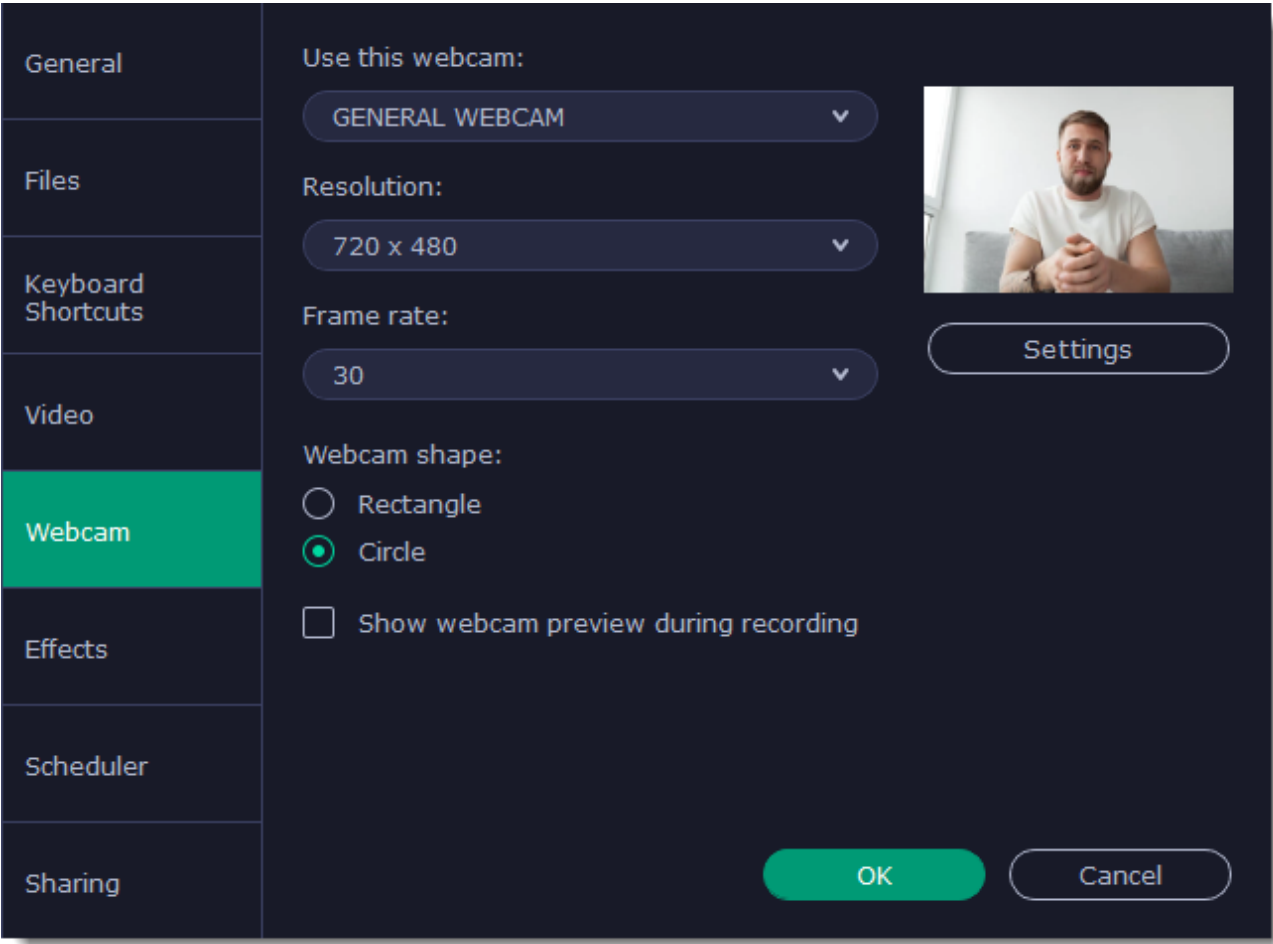 General
Files
Keyboard
Shortcuts
Video
Webcam
Effects
Scheduler
Sharing
Use this webcam:
GENERAL WEBCAM
Resolution:
720 x 480
Frame rate:
30
Webcam shape:
Rectangle
Circle
Show webcam preview during recording
Settings
OK
Cancel